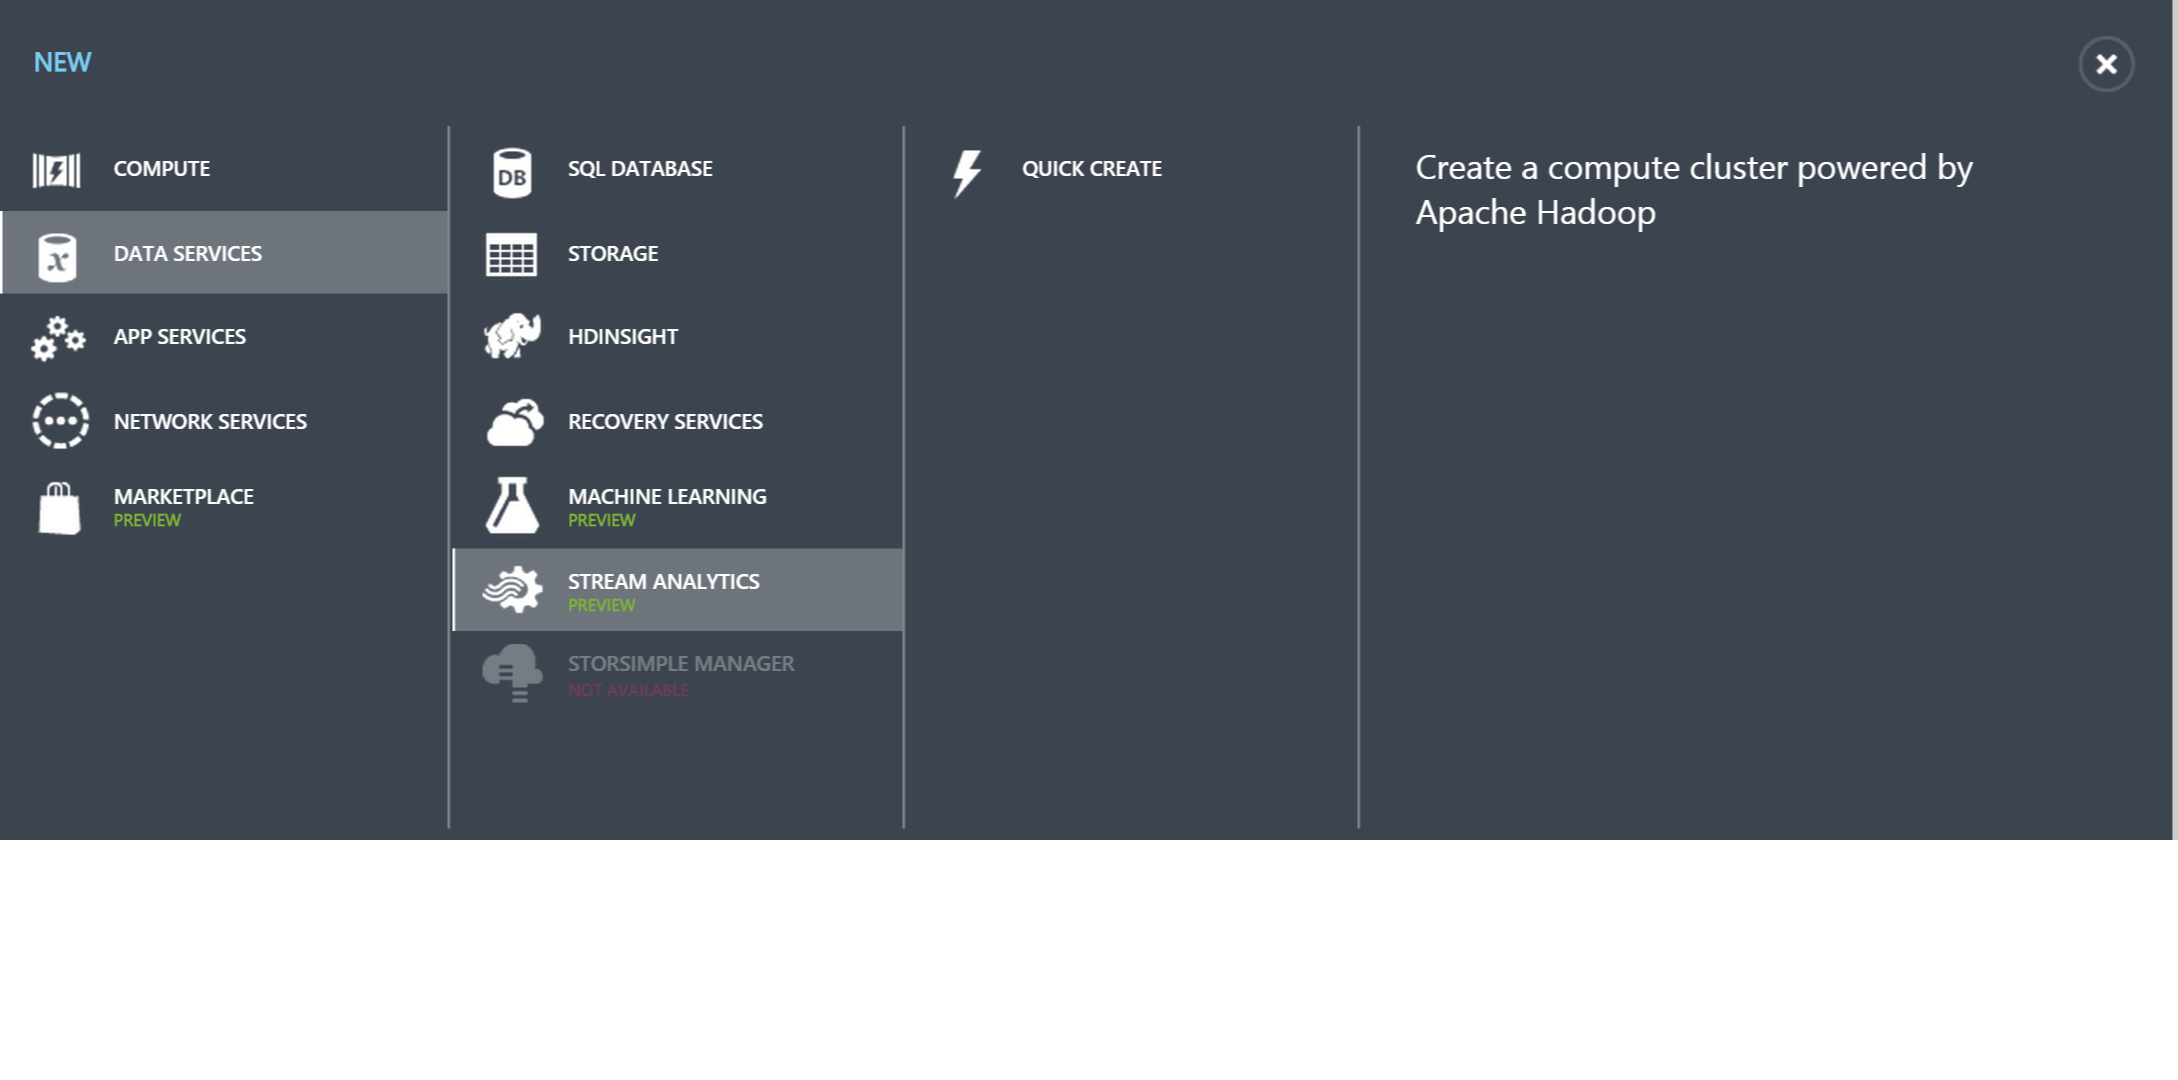 NEW
COMPUTE
DATA SERVICES
APP SERVICES
NETWORK SERVICES
MARKETPLACE
PREVIEW
DB
SQL DATABASE
STORAGE
HDINSIGHT
RECOVERY SERVICES
MACHINE LEARNING
PREVIEW
STREAM ANALYTICS
PREVIEW
STORSIMPLE MANAGER
NOT AVAILABLE
QUICK CREATE
Create a compute cluster powered by
Apache Hadoop